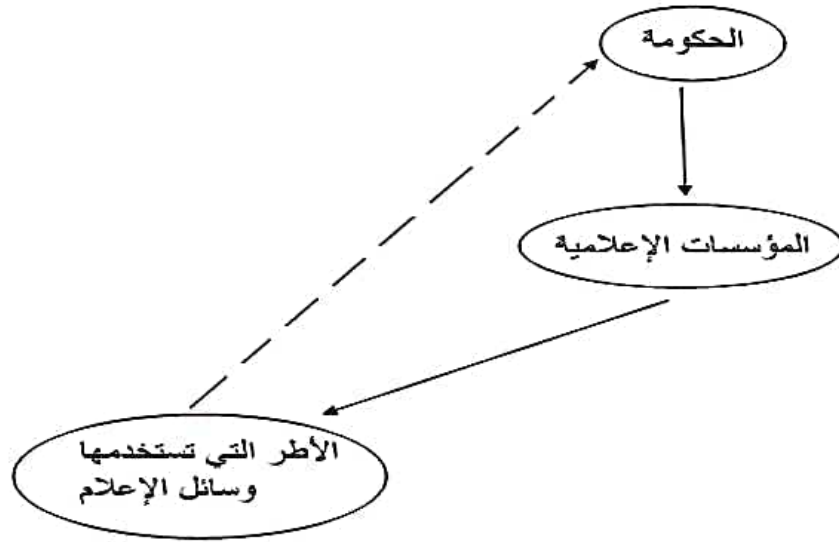 الحكومة
المؤسسات الإعلامية
الأطر التي تستخدمها
وسائل الإعلام